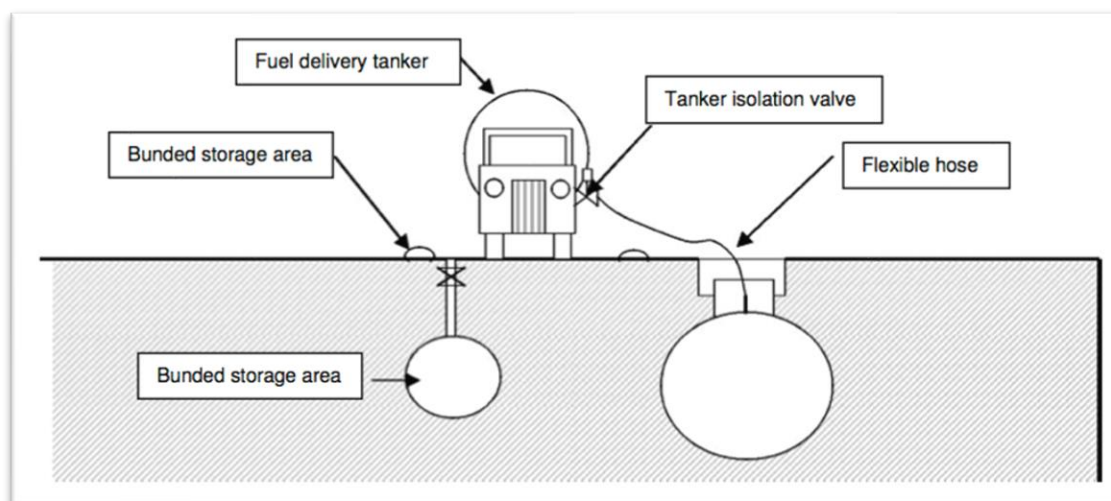 Fuel delivery tanker
Tanker isolation valve
Bunded storage area
Flexible hose
Bunded storage area